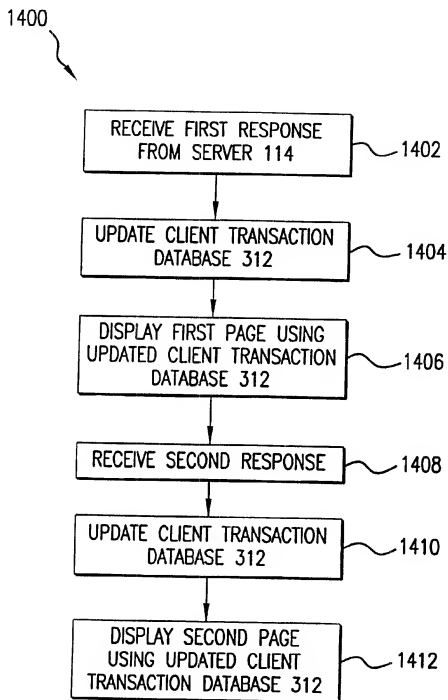 1400
RECEIVE FIRST RESPONSE
FROM SERVER 114
1402
UPDATE CLIENT TRANSACTION
DATABASE 312
1404
DISPLAY FIRST PAGE USING
UPDATED CLIENT TRANSACTION
DATABASE 312
1406
RECEIVE SECOND RESPONSE
1408
UPDATE CLIENT TRANSACTION
DATABASE 312
1410
DISPLAY SECOND PAGE
USING UPDATED CLIENT
TRANSACTION DATABASE 312
1412